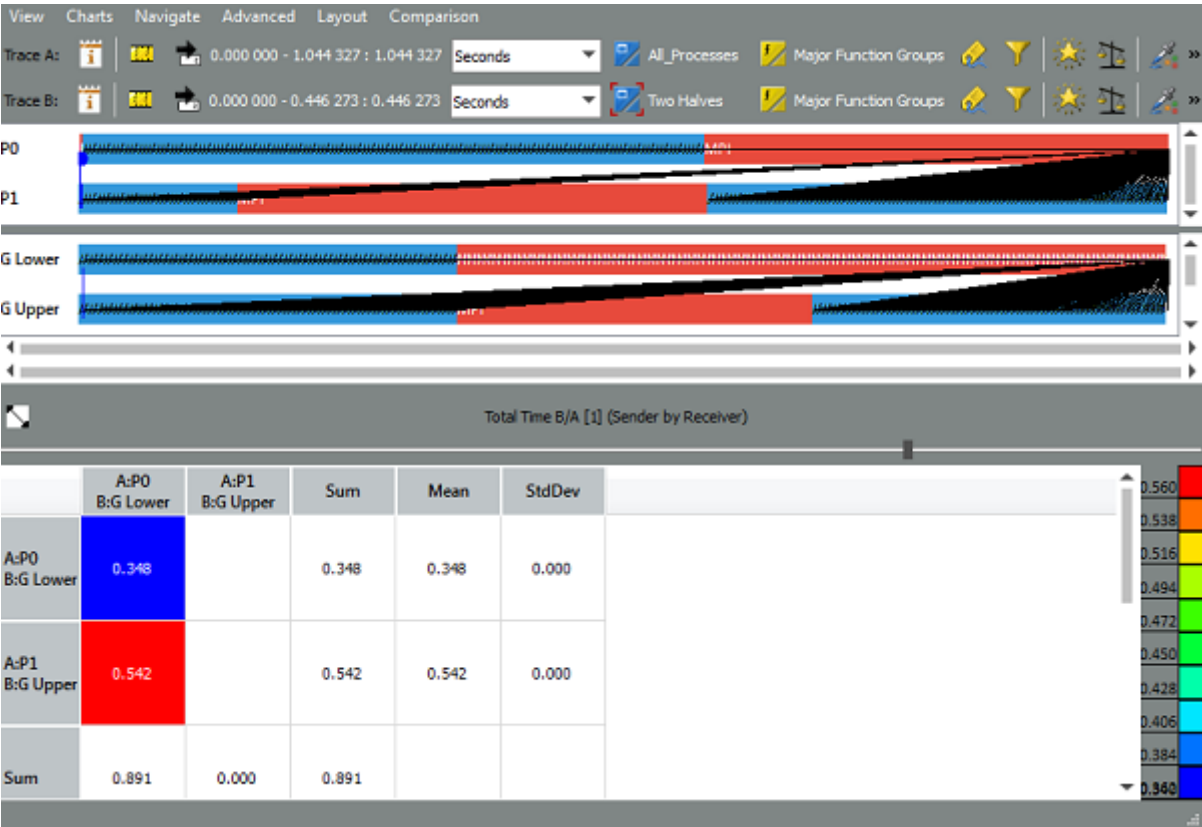 View Charts Navigate Advanced Layout Comparison
Trace A: 0.000 000 - 1.044 327 : 1.044 327 Seconds All_Processes Major Function Groups »
Trace B: 0.000 000 - 0.446 273 : 0.446 273 Seconds Two Halves Major Function Groups »
P0 MPI
P1 MPI
G Lower
G Upper MPI
Total Time B/A [1] (Sender by Receiver)
A:P0 A:P1 Sum Mean StdDev
B:G Lower B:G Upper
A:P0
B:G Lower 0.348 0.348 0.348 0.000
A:P1
B:G Upper 0.542 0.542 0.542 0.000
Sum 0.891 0.000 0.891
0.560
0.538
0.516
0.494
0.472
0.450
0.428
0.406
0.384